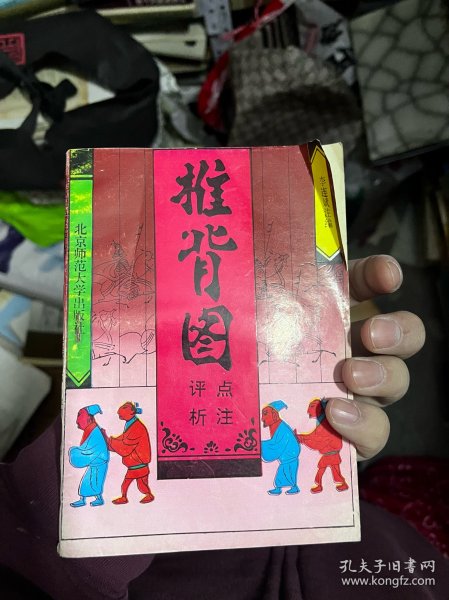 推背图
点注
评析
北京师范大学出版社
孔夫子旧书网
www.kongfz.com